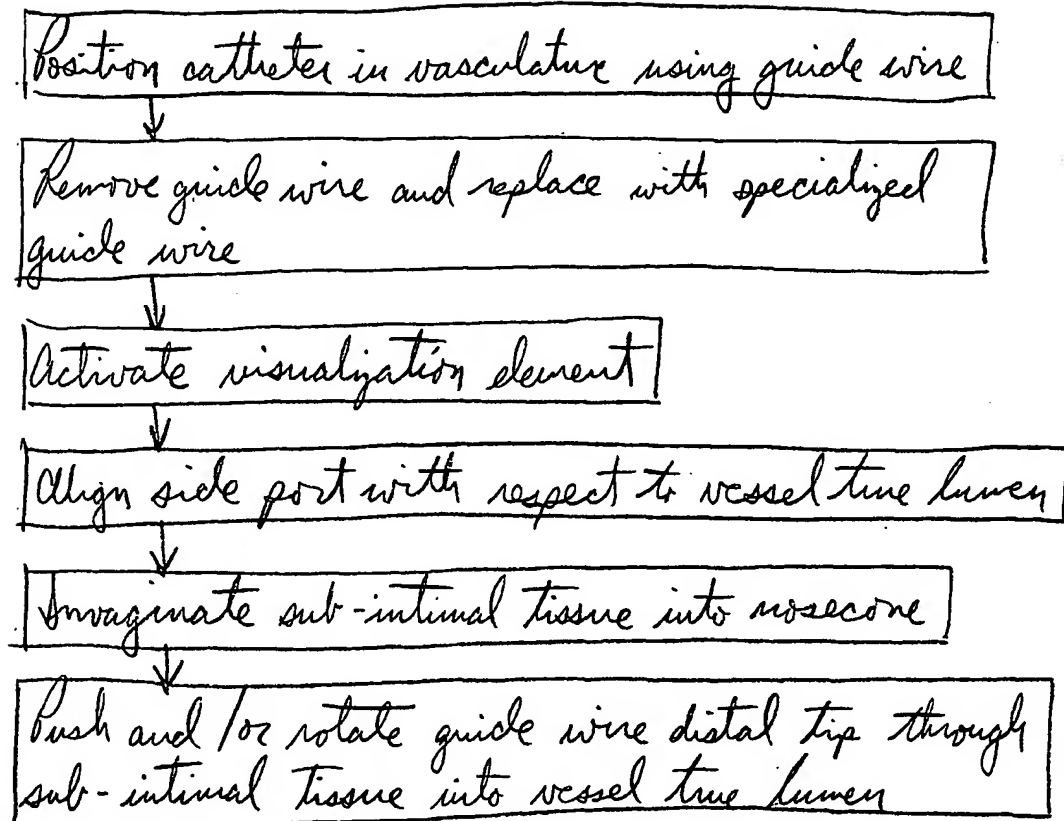 Position catheter in vasculature using guide wire
Remove guide wire and replace with specialized
guide wire
Activate visualization element
Align side port with respect to vessel true lumen
Invaginate sub-intimal tissue into nosecone
Push and/or rotate guide wire distal tip through
sub-intimal tissue into vessel true lumen